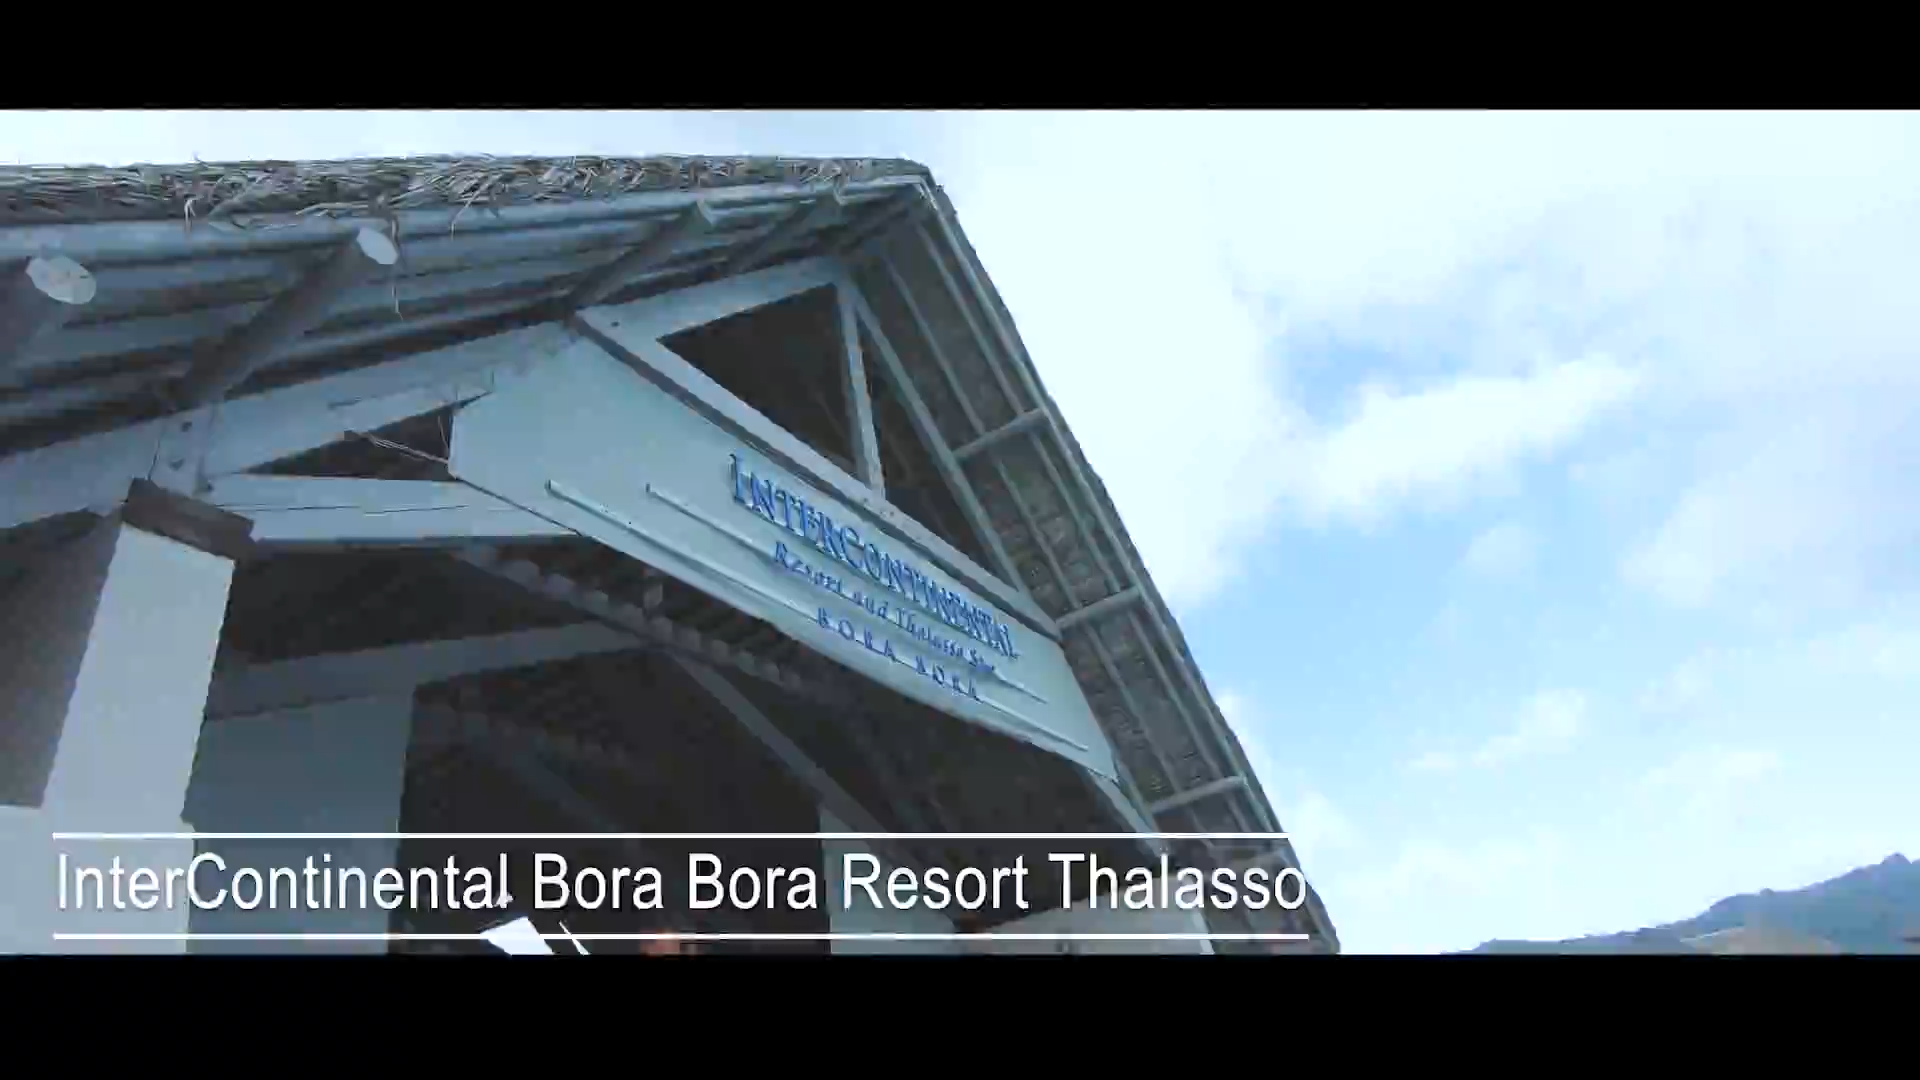 INTERCONTINENTAL
Resort and Thalasso Spa
BORA BORA
InterContinental Bora Bora Resort Thalasso